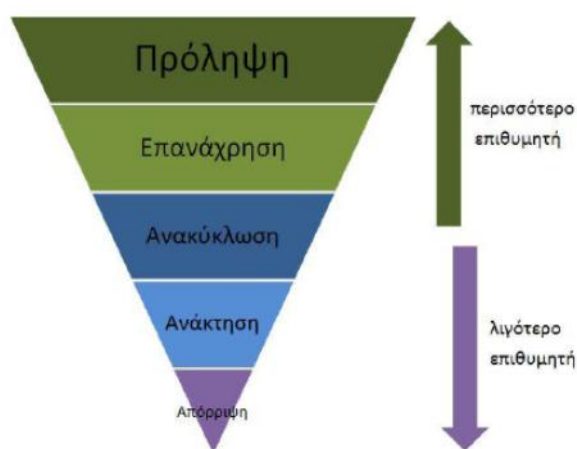 Πρόληψη
Επανάχρηση
Ανακύκλωση
Ανάκτηση
Απόρριψη
περισσότερο
επιθυμητή
λιγότερο
επιθυμητή